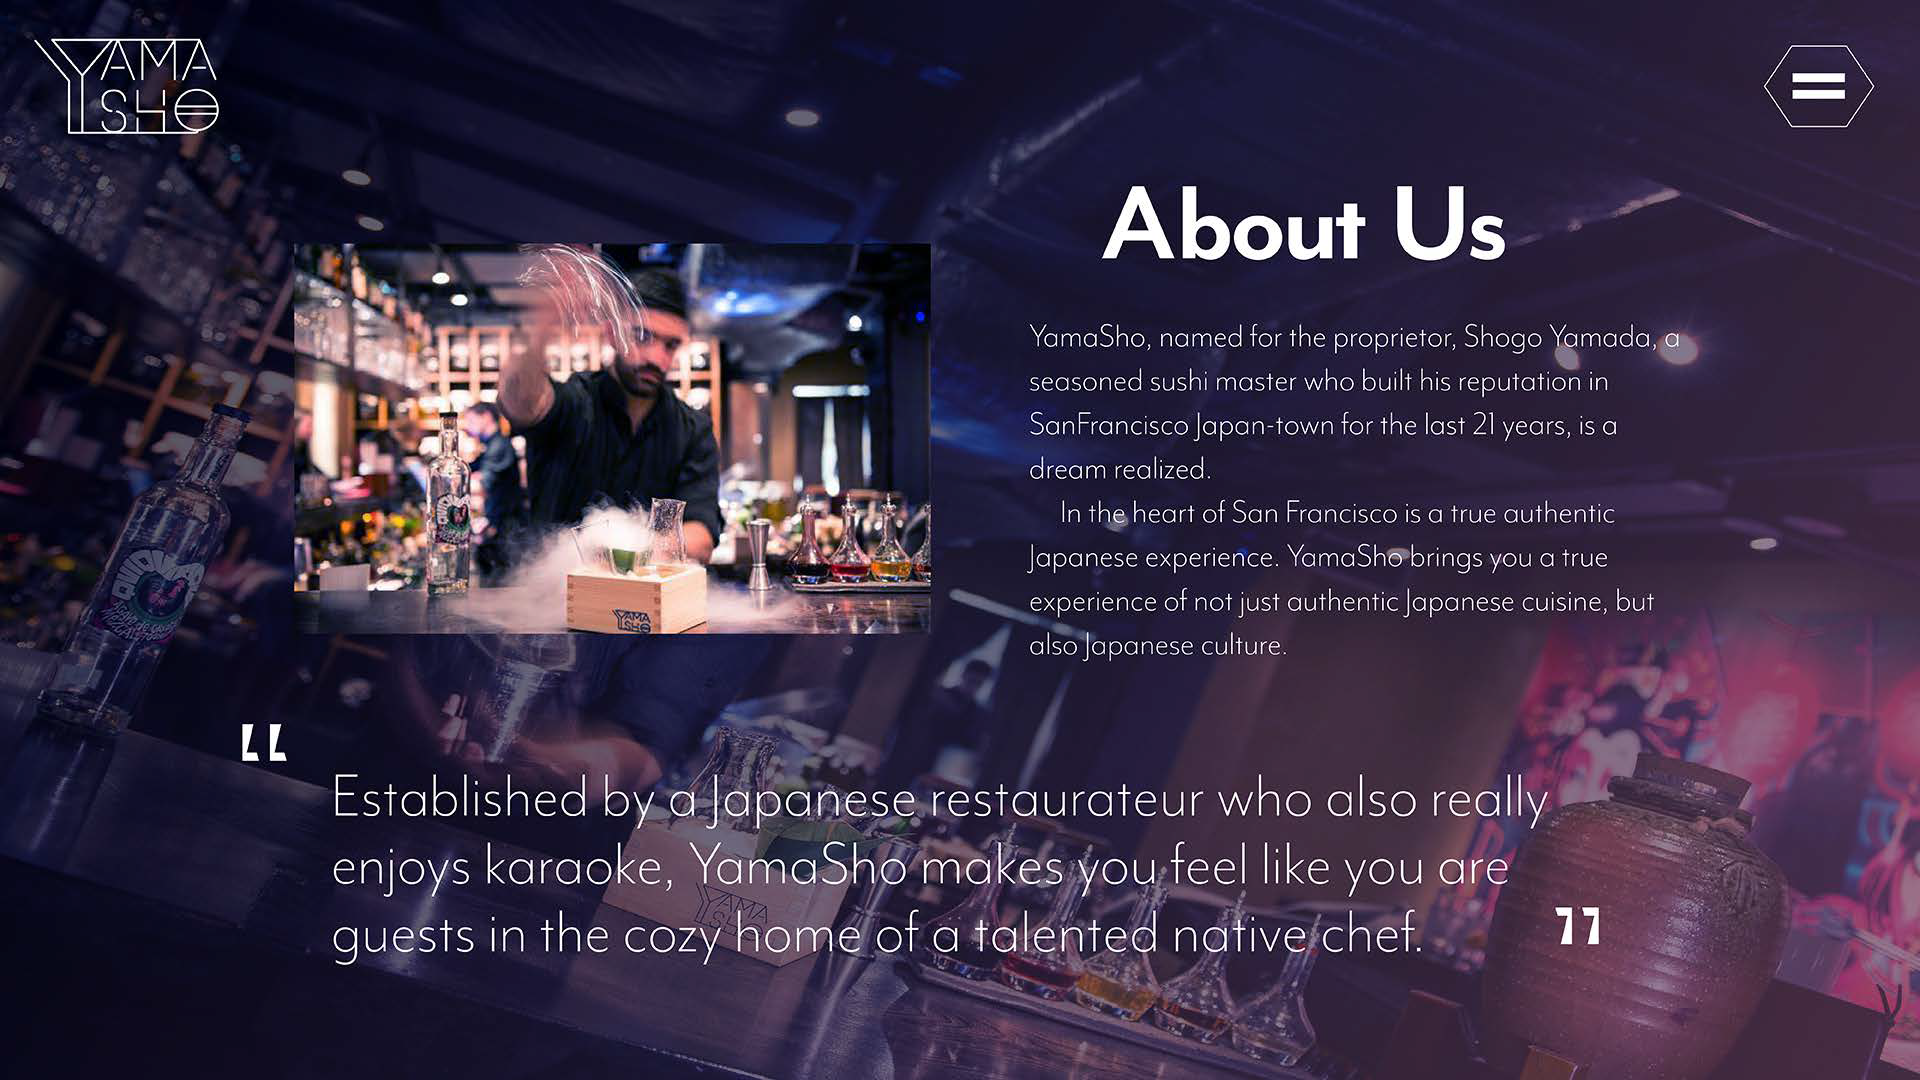 YAMA
SHO
About Us
YamaSho, named for the proprietor, Shogo Yamada, a
seasoned sushi master who built his reputation in
SanFrancisco Japan-town for the last 21 years, is a
dream realized.
In the heart of San Francisco is a true authentic
Japanese experience. YamaSho brings you a true
experience of not just authentic Japanese cuisine, but
also Japanese culture.
YAMA
SHO
“
Established by a Japanese restaurateur who also really
enjoys karaoke, YamaSho makes you feel like you are
guests in the cozy home of a talented native chef.
”
YAMA
SHO